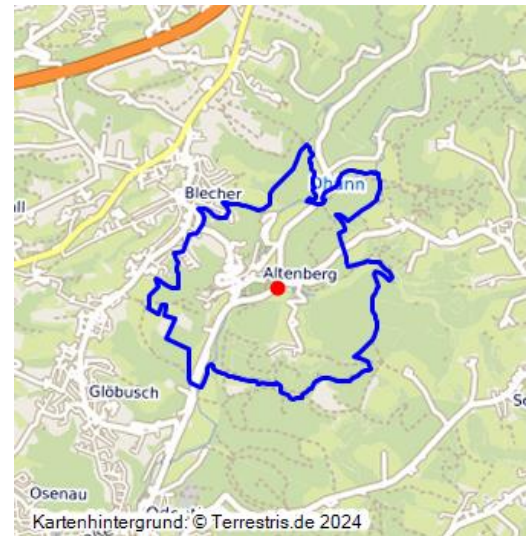 Blecher
Dhünn
Altenberg
Glöbusch
Osenau
Kartenhintergrund: © Terrestris.de 2024